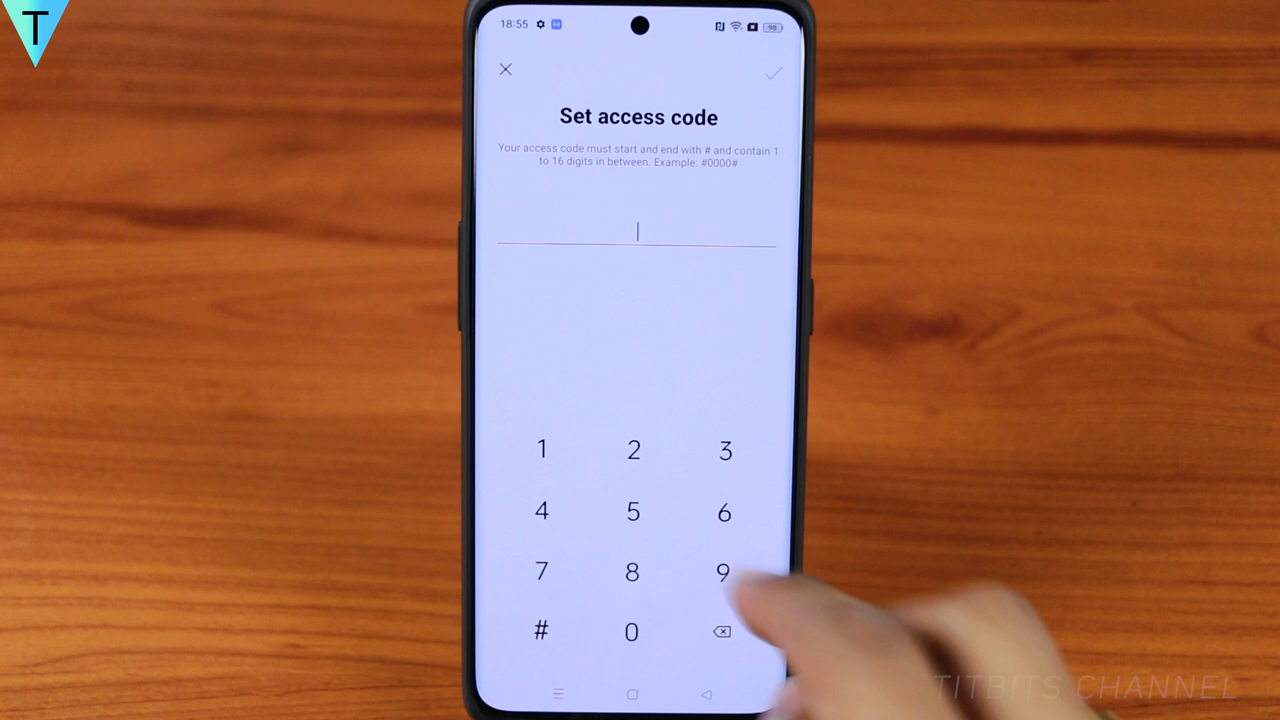 T
18:55
98
Set access code
Your access code must start and end with # and contain 1
to 16 digits in between. Example: #0000#
1 2 3
4 5 6
7 8 9
# 0
TITBITS CHANNEL